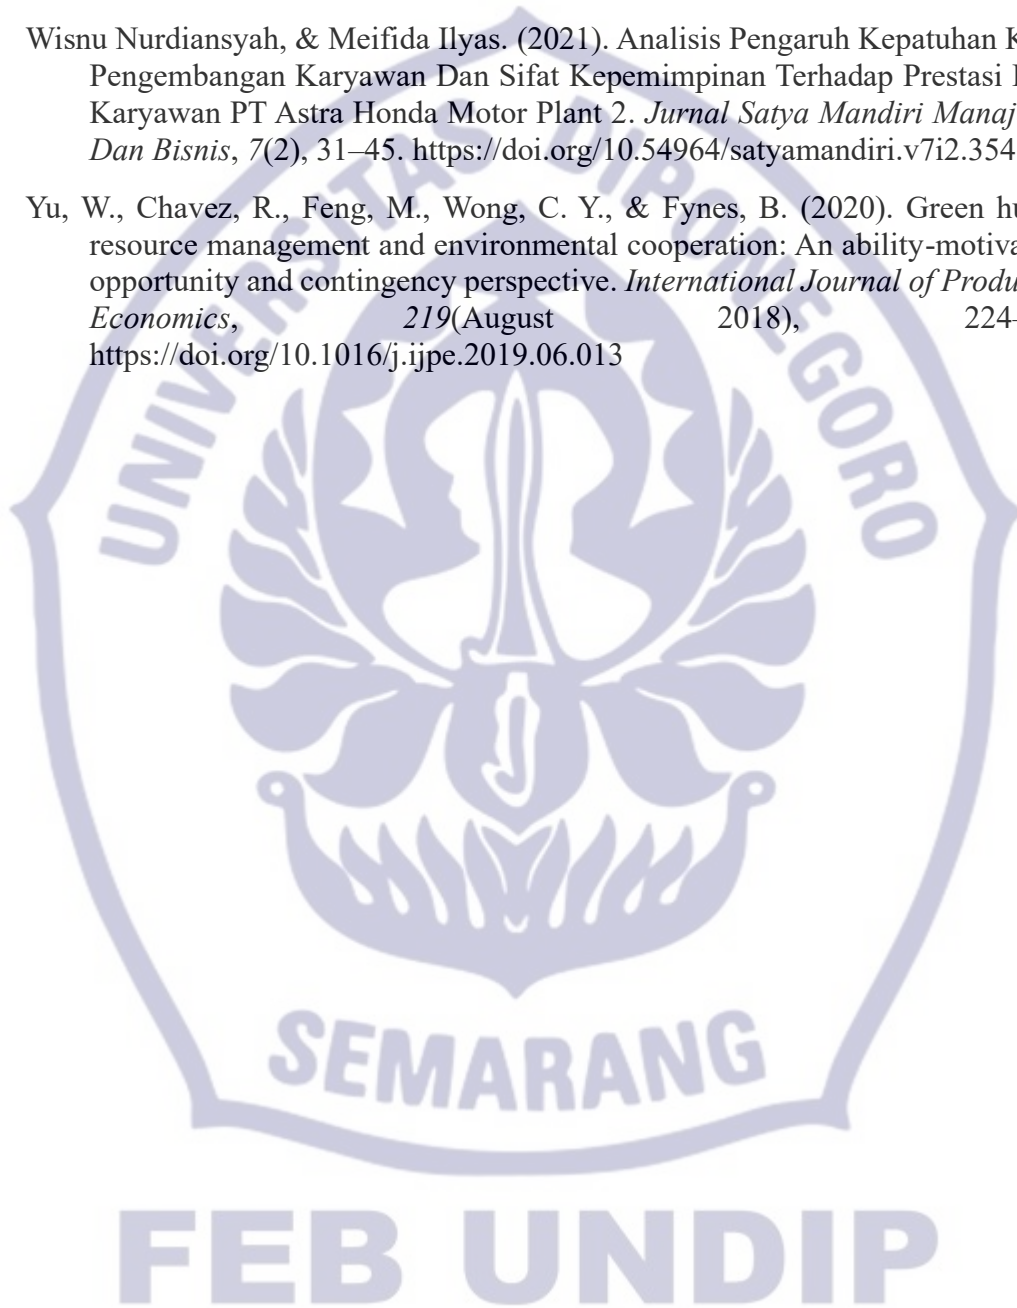 Wisnu Nurdiansyah, & Meifida Ilyas. (2021). Analisis Pengaruh Kepatuhan
Pengembangan Karyawan Dan Sifat Kepemimpinan Terhadap Prestasi
Karyawan PT Astra Honda Motor Plant 2. Jurnal Satya Mandiri Manaj
Dan Bisnis, 7(2), 31–45. https://doi.org/10.54964/satyamandiri.v7i2.354
Yu, W., Chavez, R., Feng, M., Wong, C. Y., & Fynes, B. (2020). Green hu
resource management and environmental cooperation: An ability-motiva
opportunity and contingency perspective. International Journal of Produ
Economics, 219(August 2018), 224–
https://doi.org/10.1016/j.ijpe.2019.06.013
UNIVERSITAS DIPONEGORO
SEMARANG
FEB UNDIP